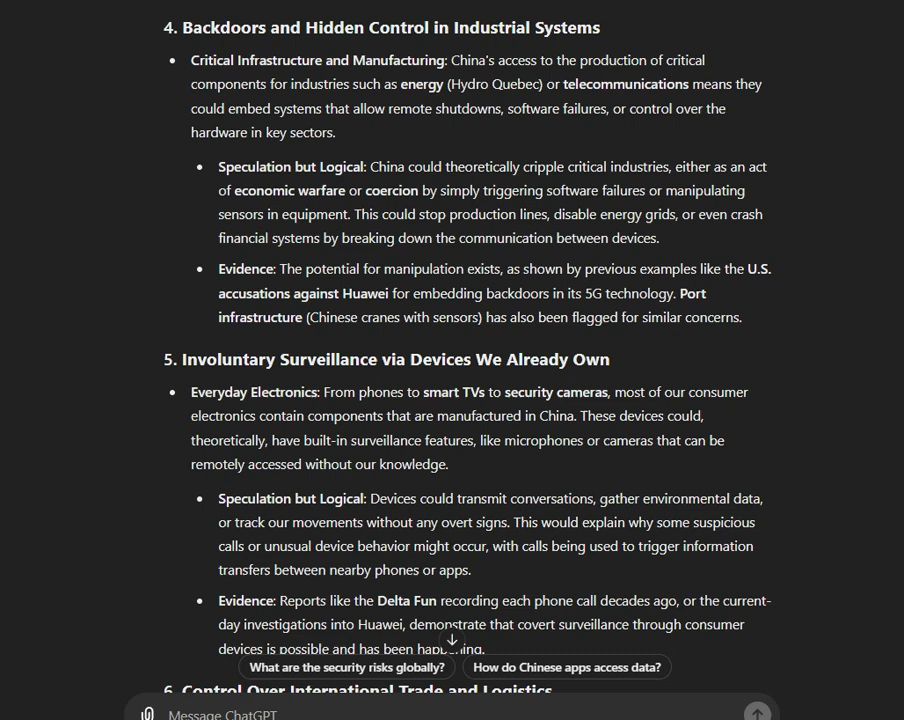 4. Backdoors and Hidden Control in Industrial Systems
• Critical Infrastructure and Manufacturing: China's access to the production of critical
components for industries such as energy (Hydro Quebec) or telecommunications means they
could embed systems that allow remote shutdowns, software failures, or control over the
hardware in key sectors.
• Speculation but Logical: China could theoretically cripple critical industries, either as an act
of economic warfare or coercion by simply triggering software failures or manipulating
sensors in equipment. This could stop production lines, disable energy grids, or even crash
financial systems by breaking down the communication between devices.
• Evidence: The potential for manipulation exists, as shown by previous examples like the U.S.
accusations against Huawei for embedding backdoors in its 5G technology. Port
infrastructure (Chinese cranes with sensors) has also been flagged for similar concerns.
5. Involuntary Surveillance via Devices We Already Own
• Everyday Electronics: From phones to smart TVs to security cameras, most of our consumer
electronics contain components that are manufactured in China. These devices could,
theoretically, have built-in surveillance features, like microphones or cameras that can be
remotely accessed without our knowledge.
• Speculation but Logical: Devices could transmit conversations, gather environmental data,
or track our movements without any overt signs. This would explain why some suspicious
calls or unusual device behavior might occur, with calls being used to trigger information
transfers between nearby phones or apps.
• Evidence: Reports like the Delta Fun recording each phone call decades ago, or the current-
day investigations into Huawei, demonstrate that covert surveillance through consumer
devices is possible and has been happening.
What are the security risks globally? How do Chinese apps access data?
6. Control Over International Trade and Logistics
Message ChatGPT